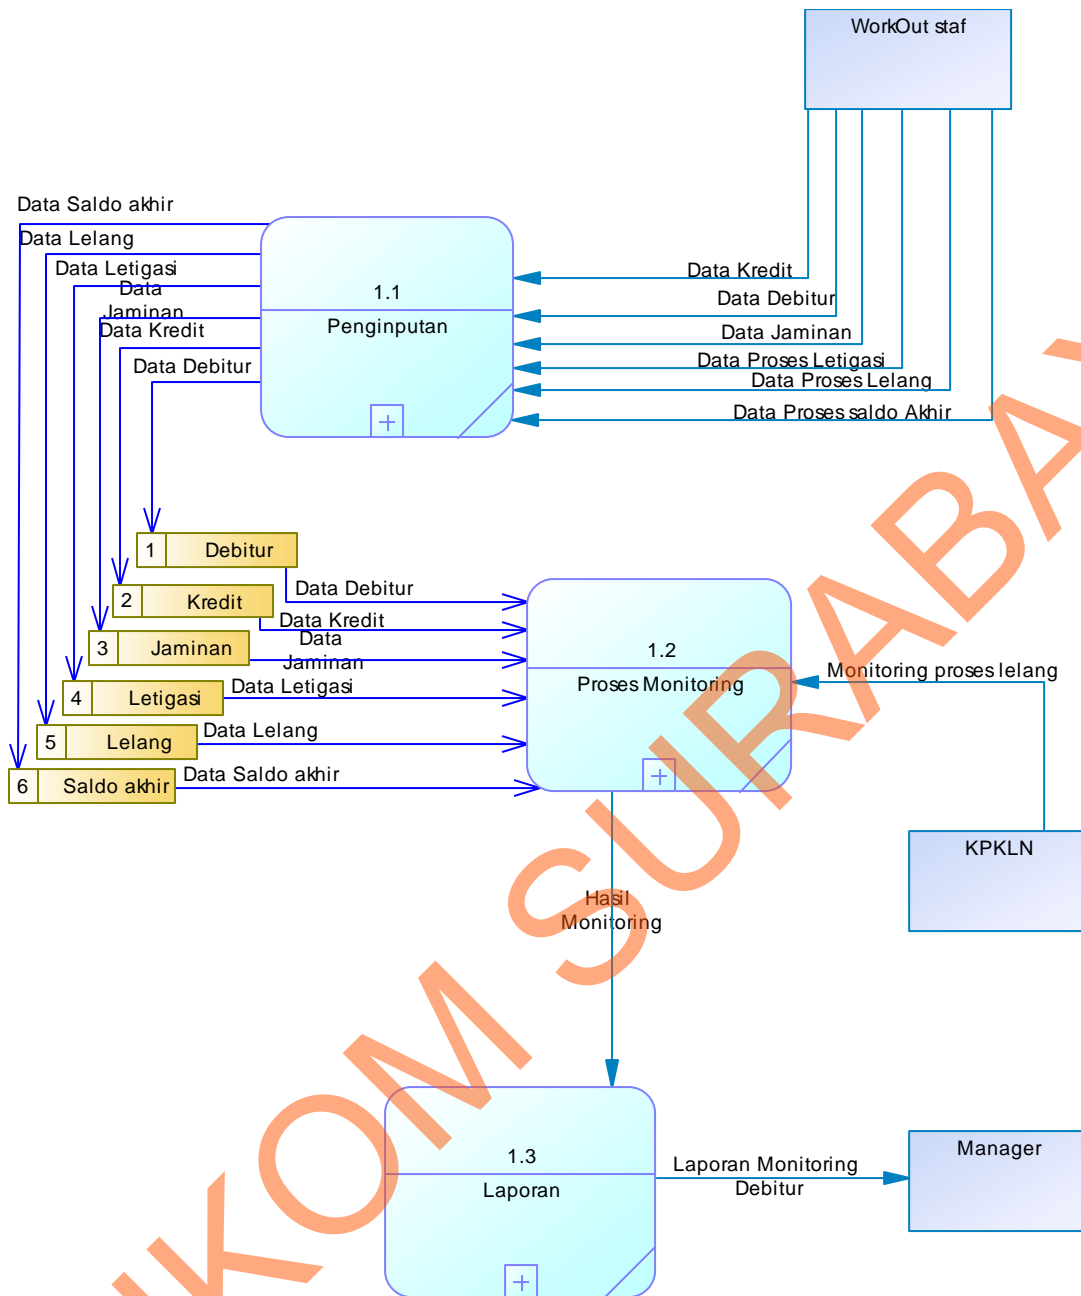 WorkOut staf
Data Saldo akhir
Data Lelang
Data Letigasi
Data
Jaminan
Data Kredit
Data Debitur
1.1
Penginputan
Data Kredit
Data Debitur
Data Jaminan
Data Proses Letigasi
Data Proses Lelang
Data Proses saldo Akhir
1 Debitur
2 Kredit
3 Jaminan
4 Letigasi
5 Lelang
6 Saldo akhir
Data Debitur
Data Kredit
Data
Jaminan
Data Letigasi
Data Lelang
Data Saldo akhir
1.2
Proses Monitoring
Monitoring proses lelang
KPKLN
Hasil
Monitoring
1.3
Laporan
Laporan Monitoring
Debitur
Manager
IKOM SURABAY